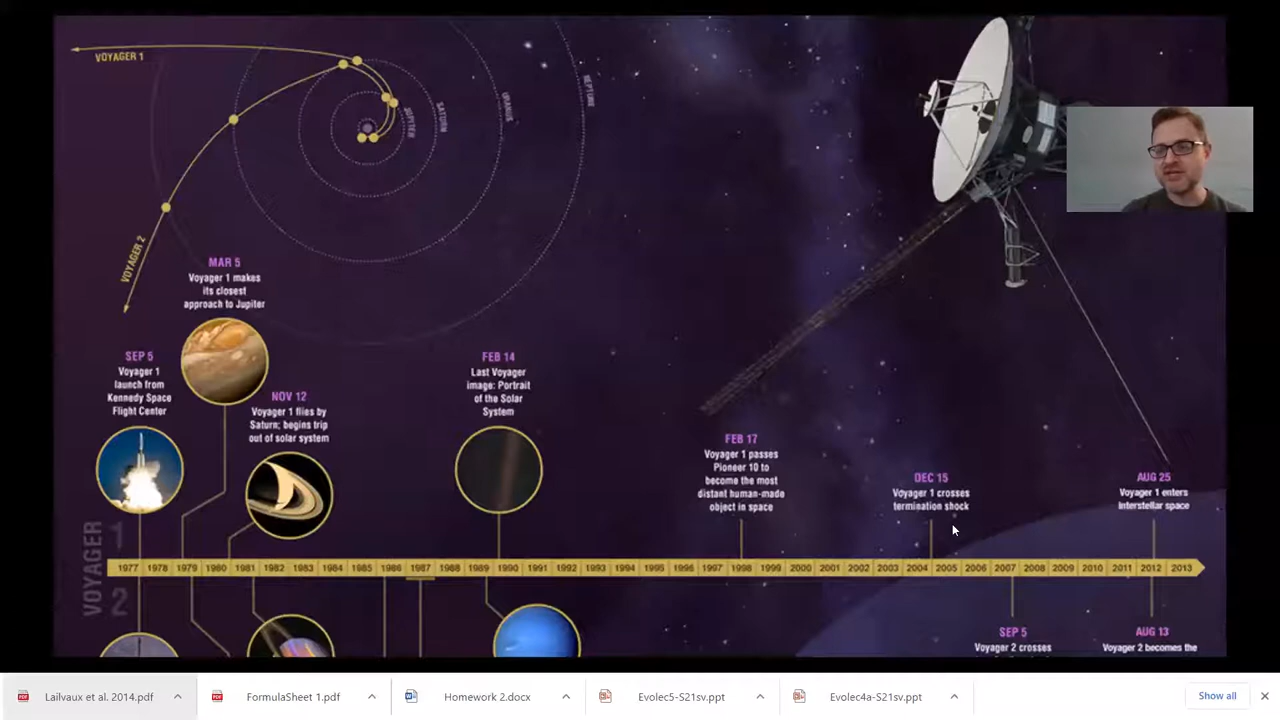 VOYAGER 1
NEPTUNE
URANUS
SATURN
JUPITER
VOYAGER 2
MAR 5
Voyager 1 makes
its closest
approach to Jupiter
SEP 5
Voyager 1
launch from
Kennedy Space
Flight Center
NOV 12
Voyager 1 flies by
Saturn; begins trip
out of solar system
FEB 14
Last Voyager
image: Portrait
of the Solar
System
FEB 17
Voyager 1 passes
Pioneer 10 to
become the most
distant human-made
object in space
DEC 15
Voyager 1 crosses
termination shock
AUG 25
Voyager 1 enters
interstellar space
VOYAGER
1
2
1977 1978 1979 1980 1981 1982 1983 1984 1985 1986 1987 1988 1989 1990 1991 1992 1993 1994 1995 1996 1997 1998 1999 2000 2001 2002 2003 2004 2005 2006 2007 2008 2009 2010 2011 2012 2013
SEP 5
Voyager 2 crosses
AUG 13
Voyager 2 becomes the
Lailvaux et al. 2014.pdf
FormulaSheet 1.pdf
Homework 2.docx
Evolec5-S21sv.ppt
Evolec4a-S21sv.ppt
Show all